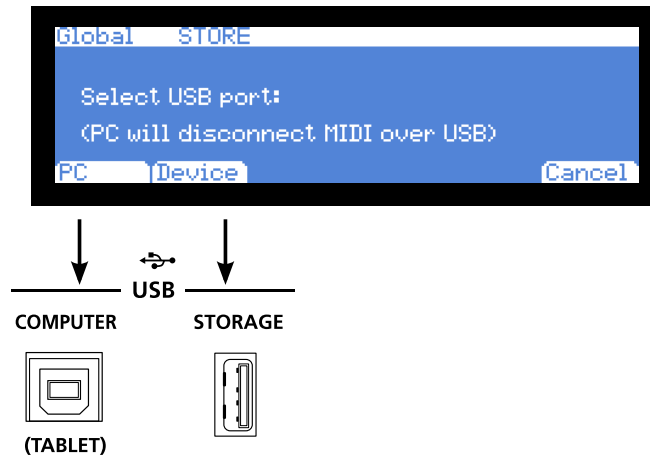 Global STORE
Select USB port:
(PC will disconnect MIDI over USB)
PC Device Cancel
USB
COMPUTER STORAGE
(TABLET)